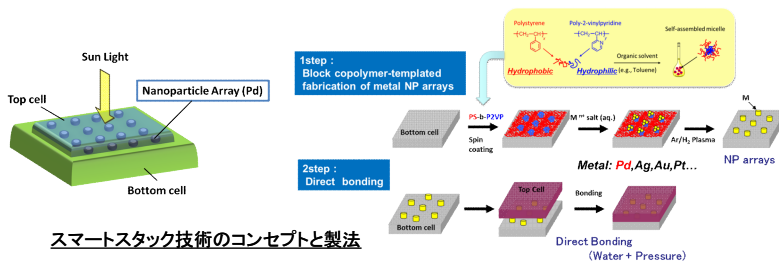 Sun Light
Top cell
Nanoparticle Array (Pd)
Bottom cell
スマートスタック技術のコンセプトと製法
1step :
Block copolymer-templated
fabrication of metal NP arrays
Polystyrene
Poly-2-vinylpyridine
Self-assembled micelle
Organic solvent
(e.g., Toluene)
Hydrophobic
Hydrophilic
Bottom cell
PS-b-P2VP
Spin
coating
M n+ salt (aq.)
Ar/H2 Plasma
M
NP arrays
Metal: Pd,Ag,Au,Pt…
2step :
Direct bonding
Bottom cell
Top Cell
Bonding
Direct Bonding
(Water + Pressure)